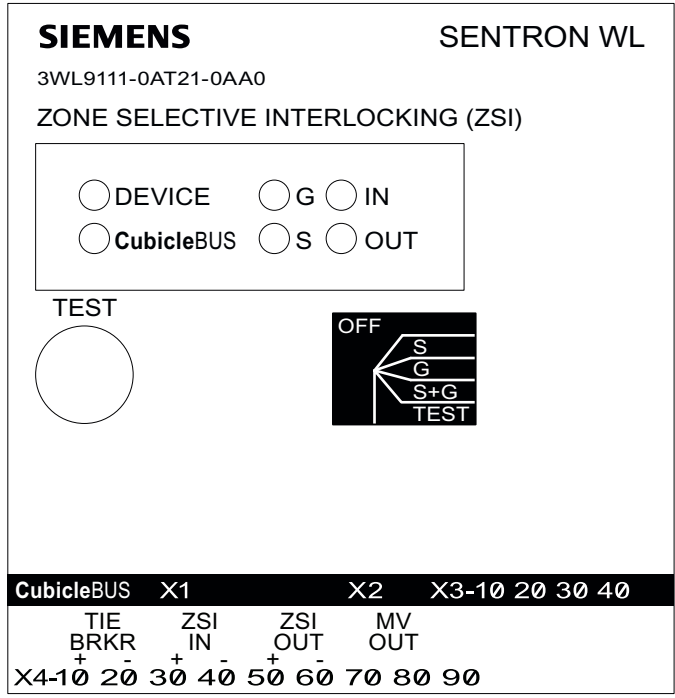 SIEMENS SENTRON WL
3WL9111-0AT21-0AA0
ZONE SELECTIVE INTERLOCKING (ZSI)
DEVICE G IN
CubicleBUS S OUT
TEST
OFF
S
G
S+G
TEST
CubicleBUS X1 X2 X3-10 20 30 40
TIE ZSI ZSI MV
BRKR IN OUT OUT
+ - + - + -
X4-10 20 30 40 50 60 70 80 90